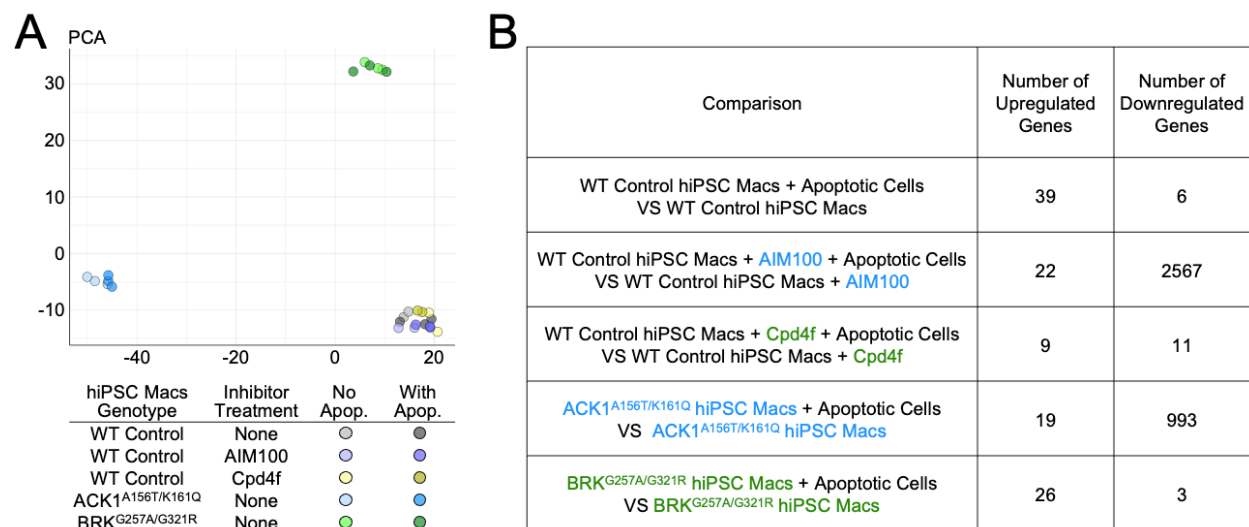 A
PCA
30
20
10
0
-10
-40
-20
0
20
hiPSC Macs Genotype
Inhibitor Treatment
No Apop.
With Apop.
WT Control None
WT Control AIM100
WT Control Cpd4f
ACK1A156T/K161Q None
BRKG257A/G321R None
B
Comparison
Number of
Upregulated
Genes
Number of
Downregulated
Genes
WT Control hiPSC Macs + Apoptotic Cells
VS WT Control hiPSC Macs
39
6
WT Control hiPSC Macs + AIM100 + Apoptotic Cells
VS WT Control hiPSC Macs + AIM100
22
2567
WT Control hiPSC Macs + Cpd4f + Apoptotic Cells
VS WT Control hiPSC Macs + Cpd4f
9
11
ACK1A156T/K161Q hiPSC Macs + Apoptotic Cells
VS ACK1A156T/K161Q hiPSC Macs
19
993
BRKG257A/G321R hiPSC Macs + Apoptotic Cells
VS BRKG257A/G321R hiPSC Macs
26
3